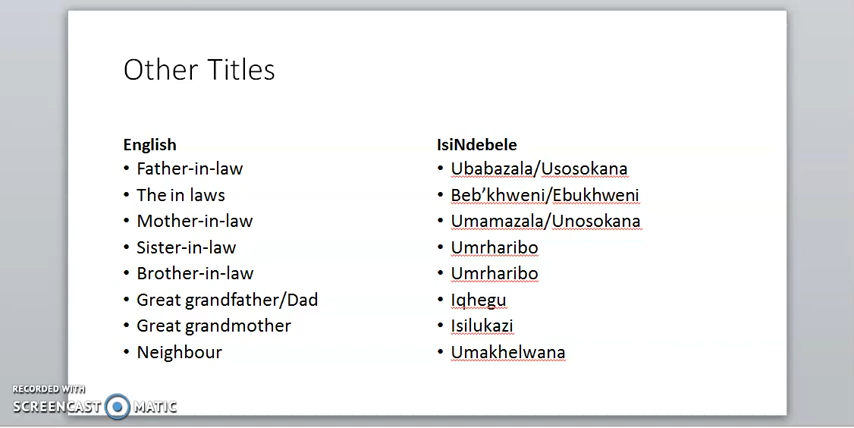 Other Titles
English
• Father-in-law
• The in laws
• Mother-in-law
• Sister-in-law
• Brother-in-law
• Great grandfather/Dad
• Great grandmother
• Neighbour
IsiNdebele
• Ubabazala/Usosokana
• Beb’khweni/Ebukhweni
• Umamazala/Unosokana
• Umrharibo
• Umrharibo
• Iqhegu
• Isilukazi
• Umakhelwana
RECORDED WITH
SCREENCAST MATIC